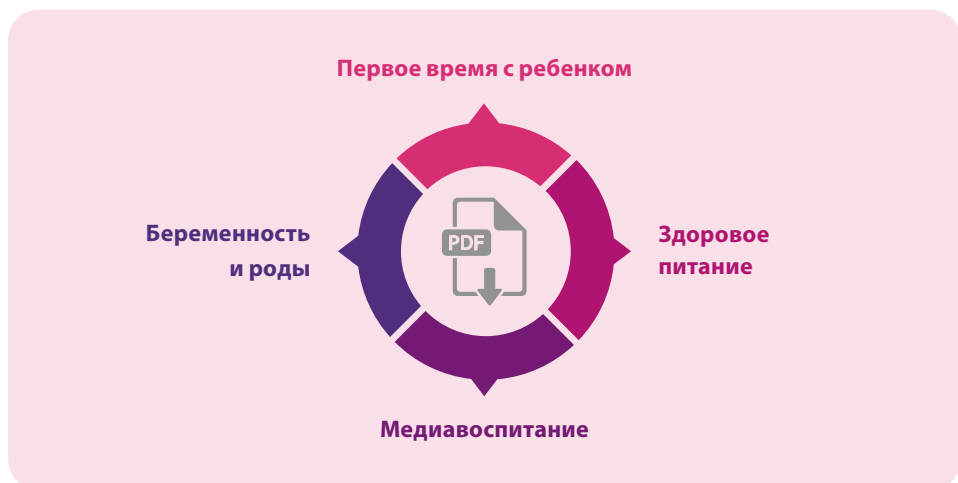 Первое время с ребенком
Беременность
и роды
PDF
Здоровое
питание
Медиавоспитание